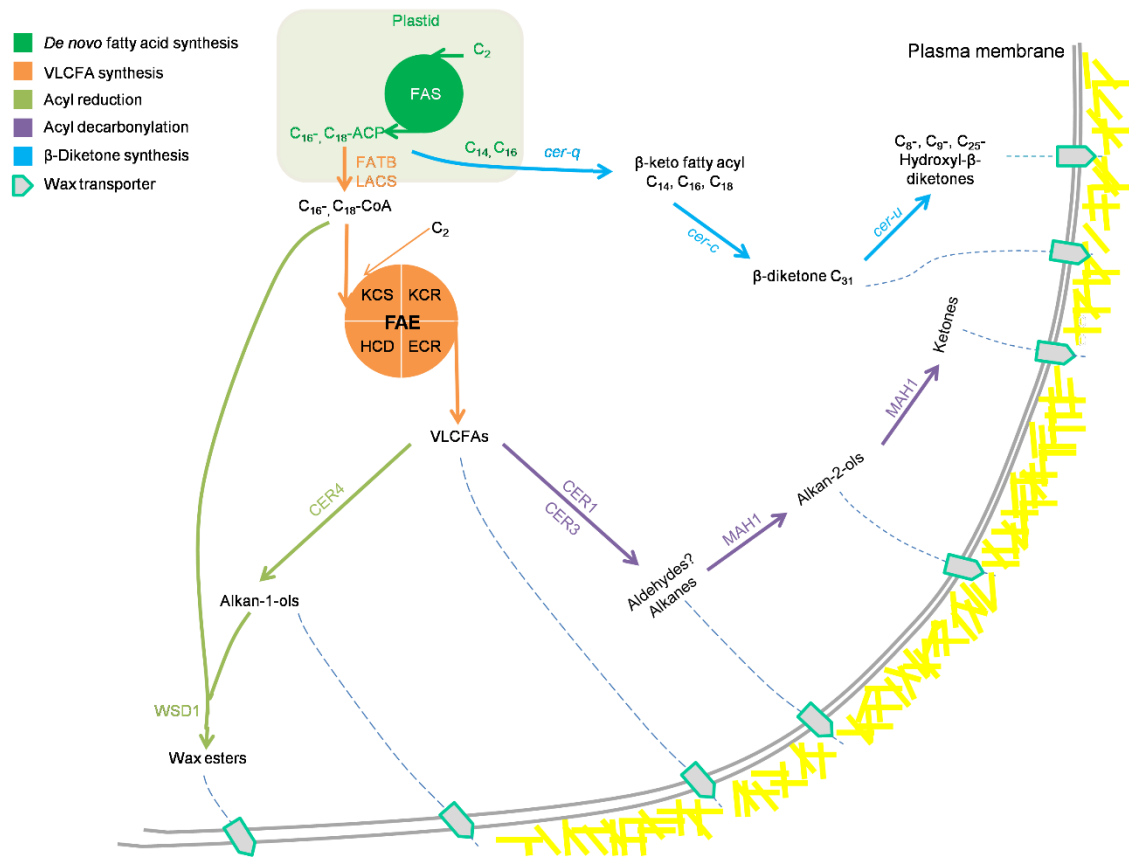 Plastid
De novo fatty acid synthesis
VLCFA synthesis
Acyl reduction
Acyl decarbonylation
β-Diketone synthesis
Wax transporter
C₂
FAS
C₁₆-, C₁₈-ACP
C₁₄, C₁₆
FATB
LACS
C₁₆-, C₁₈-CoA
cer-q
β-keto fatty acyl
C₁₄, C₁₆, C₁₈
cer-c
β-diketone C₃₁
cer-u
C₈-, C₉-, C₂₅-
Hydroxyl-β-
diketones
Plasma membrane
C₂
KCS
KCR
FAE
HCD
ECR
VLCFAs
CER4
CER1
CER3
Alkan-1-ols
WSD1
Wax esters
Aldehydes?
Alkanes
MAH1
Alkan-2-ols
MAH1
Ketones